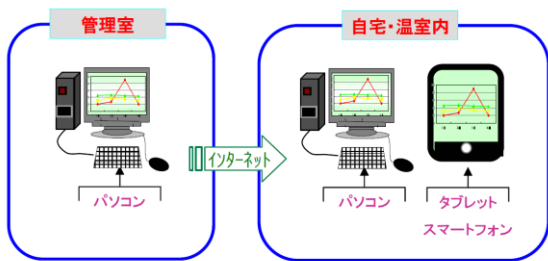 管理室
自宅・温室内
インターネット
パソコン
パソコン
タブレット
スマートフォン